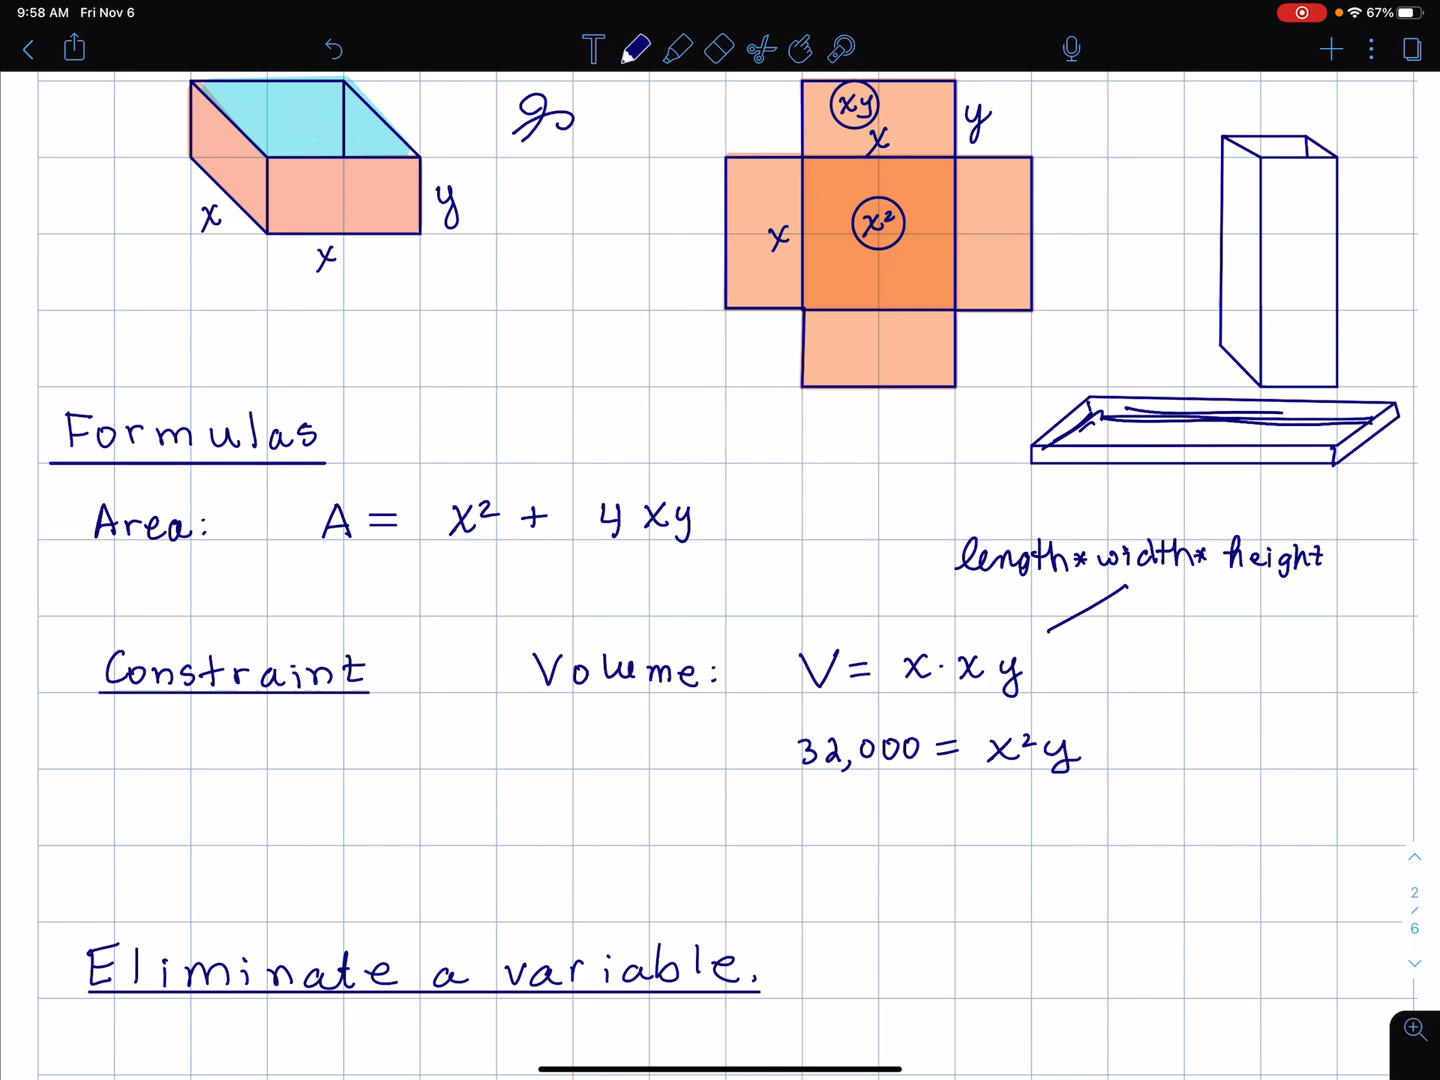 9:58 AM Fri Nov 6
67%
T
xy
y
x
x
x²
y
x
x
Formulas
Area: A = x² + 4xy
length * width * height
Constraint Volume: V = x · x y
32,000 = x²y
2
/
6
Eliminate a variable.